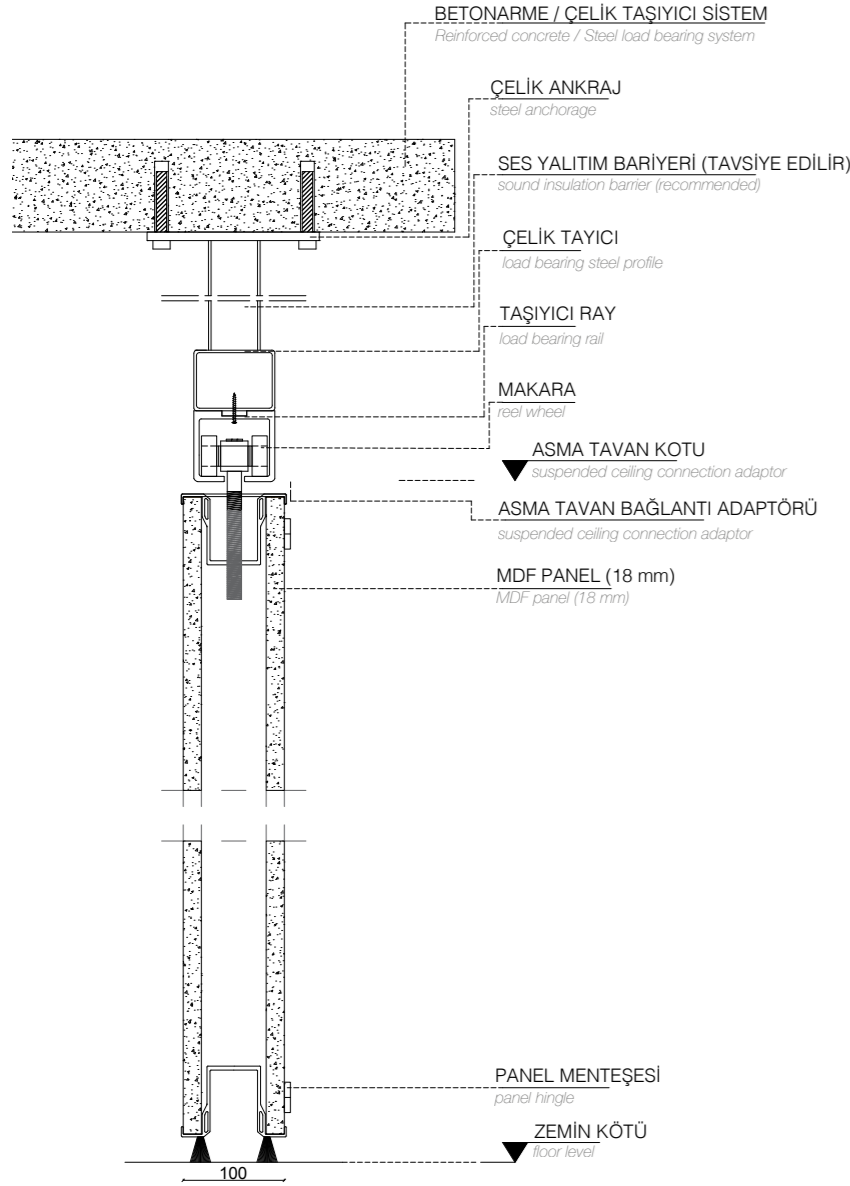 BETONARME / ÇELİK TAŞIYICI SİSTEM
Reinforced concrete / Steel load bearing system
ÇELİK ANKRAJ
steel anchorage
SES YALITIM BARİYERİ (TAVSİYE EDİLİR)
sound insulation barrier (recommended)
ÇELİK TAYICI
load bearing steel profile
TAŞIYICI RAY
load bearing rail
MAKARA
reel wheel
ASMA TAVAN KOTU
suspended ceiling connection adaptor
ASMA TAVAN BAĞLANTI ADAPTÖRÜ
suspended ceiling connection adaptor
MDF PANEL (18 mm)
MDF panel (18 mm)
PANEL MENTEŞESİ
panel hingle
ZEMİN KÖTÜ
floor level
100